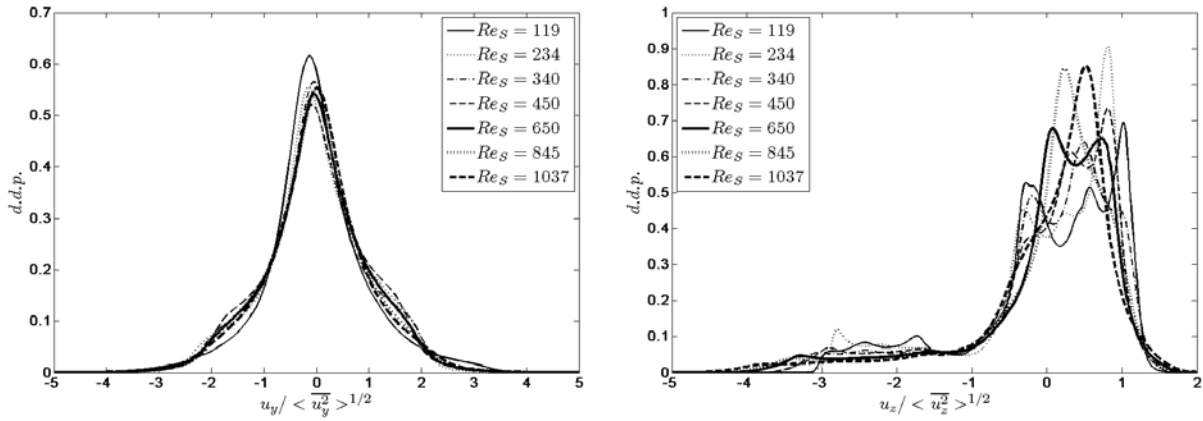 0.7
0.6
0.5
0.4
0.3
0.2
0.1
0
d.d.p.
-5 -4 -3 -2 -1 0 1 2 3 4 5
u_y / < \overline{u_y^2} >^{1/2}
Re_S = 119
Re_S = 234
Re_S = 340
Re_S = 450
Re_S = 650
Re_S = 845
Re_S = 1037
1
0.9
0.8
0.7
0.6
0.5
0.4
0.3
0.2
0.1
0
d.d.p.
-5 -4 -3 -2 -1 0 1 2
u_z / < \overline{u_z^2} >^{1/2}
Re_S = 119
Re_S = 234
Re_S = 340
Re_S = 450
Re_S = 650
Re_S = 845
Re_S = 1037